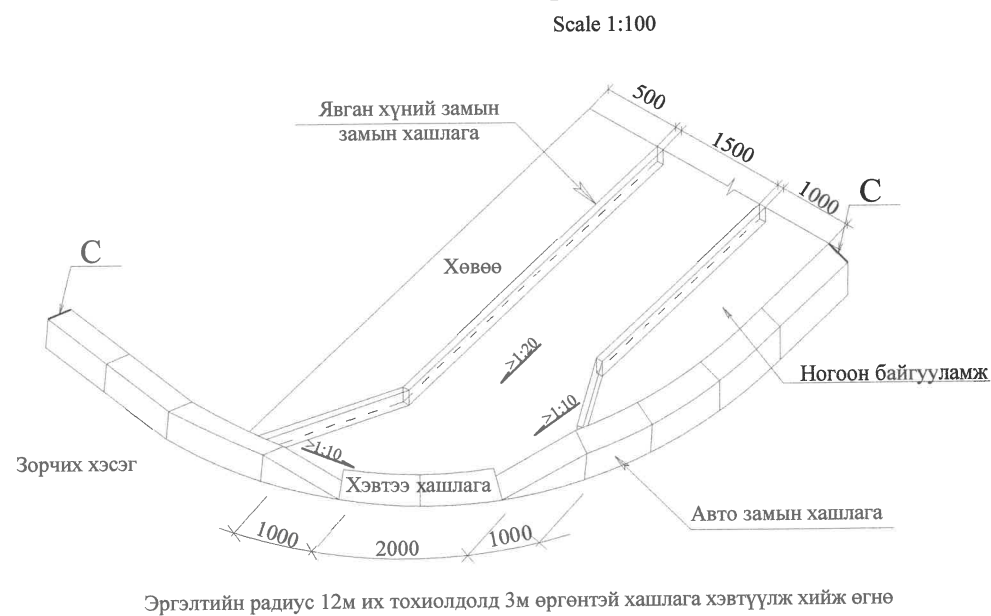 Scale 1:100
500
Явган хүний замын
замын хашлага
1500
1000
С
С
Хөвөө
>1:20
Ногоон байгууламж
>1:10
>1:10
Зорчих хэсэг
Хэвтээ хашлага
Авто замын хашлага
1000
2000
1000
Эргэлтийн радиус 12м их тохиолдолд 3м өргөнтэй хашлага хэвтүүлж хийж өгнө